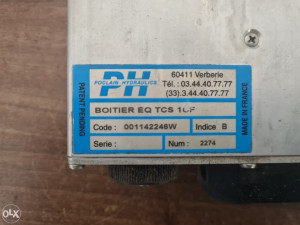 PATENT PENDING
PH
POCLAIN HYDRAULICS
60411 Verberie
Tél. : 03.44.40.77.77
(33).3.44.40.77.77
MADE IN FRANCE
BOITIER EQ TCS
Code : 001142246W
Indice B
Serie :
Num : 2274
olx